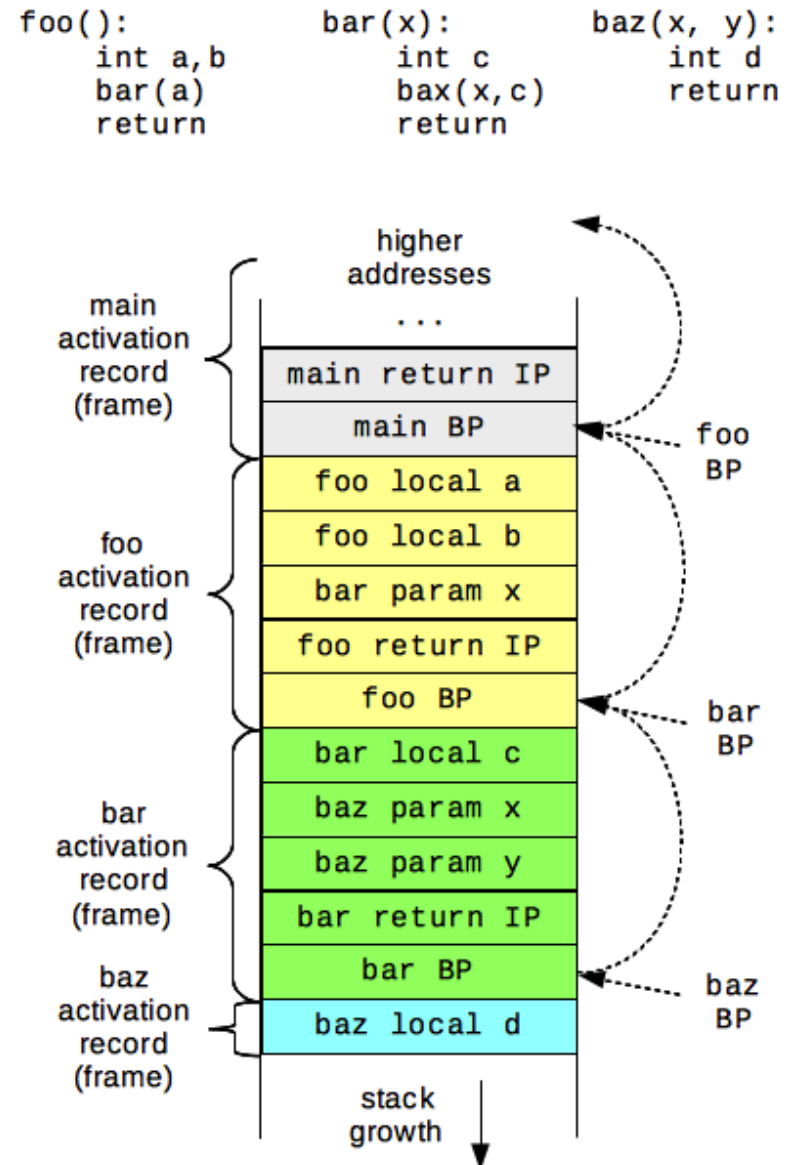 foo():
int a,b
bar(a)
return
bar(x):
int c
bax(x,c)
return
baz(x, y):
int d
return
higher
addresses
...
main
activation
record
(frame)
main return IP
main BP
foo
BP
foo
activation
record
(frame)
foo local a
foo local b
bar param x
foo return IP
foo BP
bar
BP
bar
activation
record
(frame)
bar local c
baz param x
baz param y
bar return IP
bar BP
baz
BP
baz
activation
record
(frame)
baz local d
stack
growth